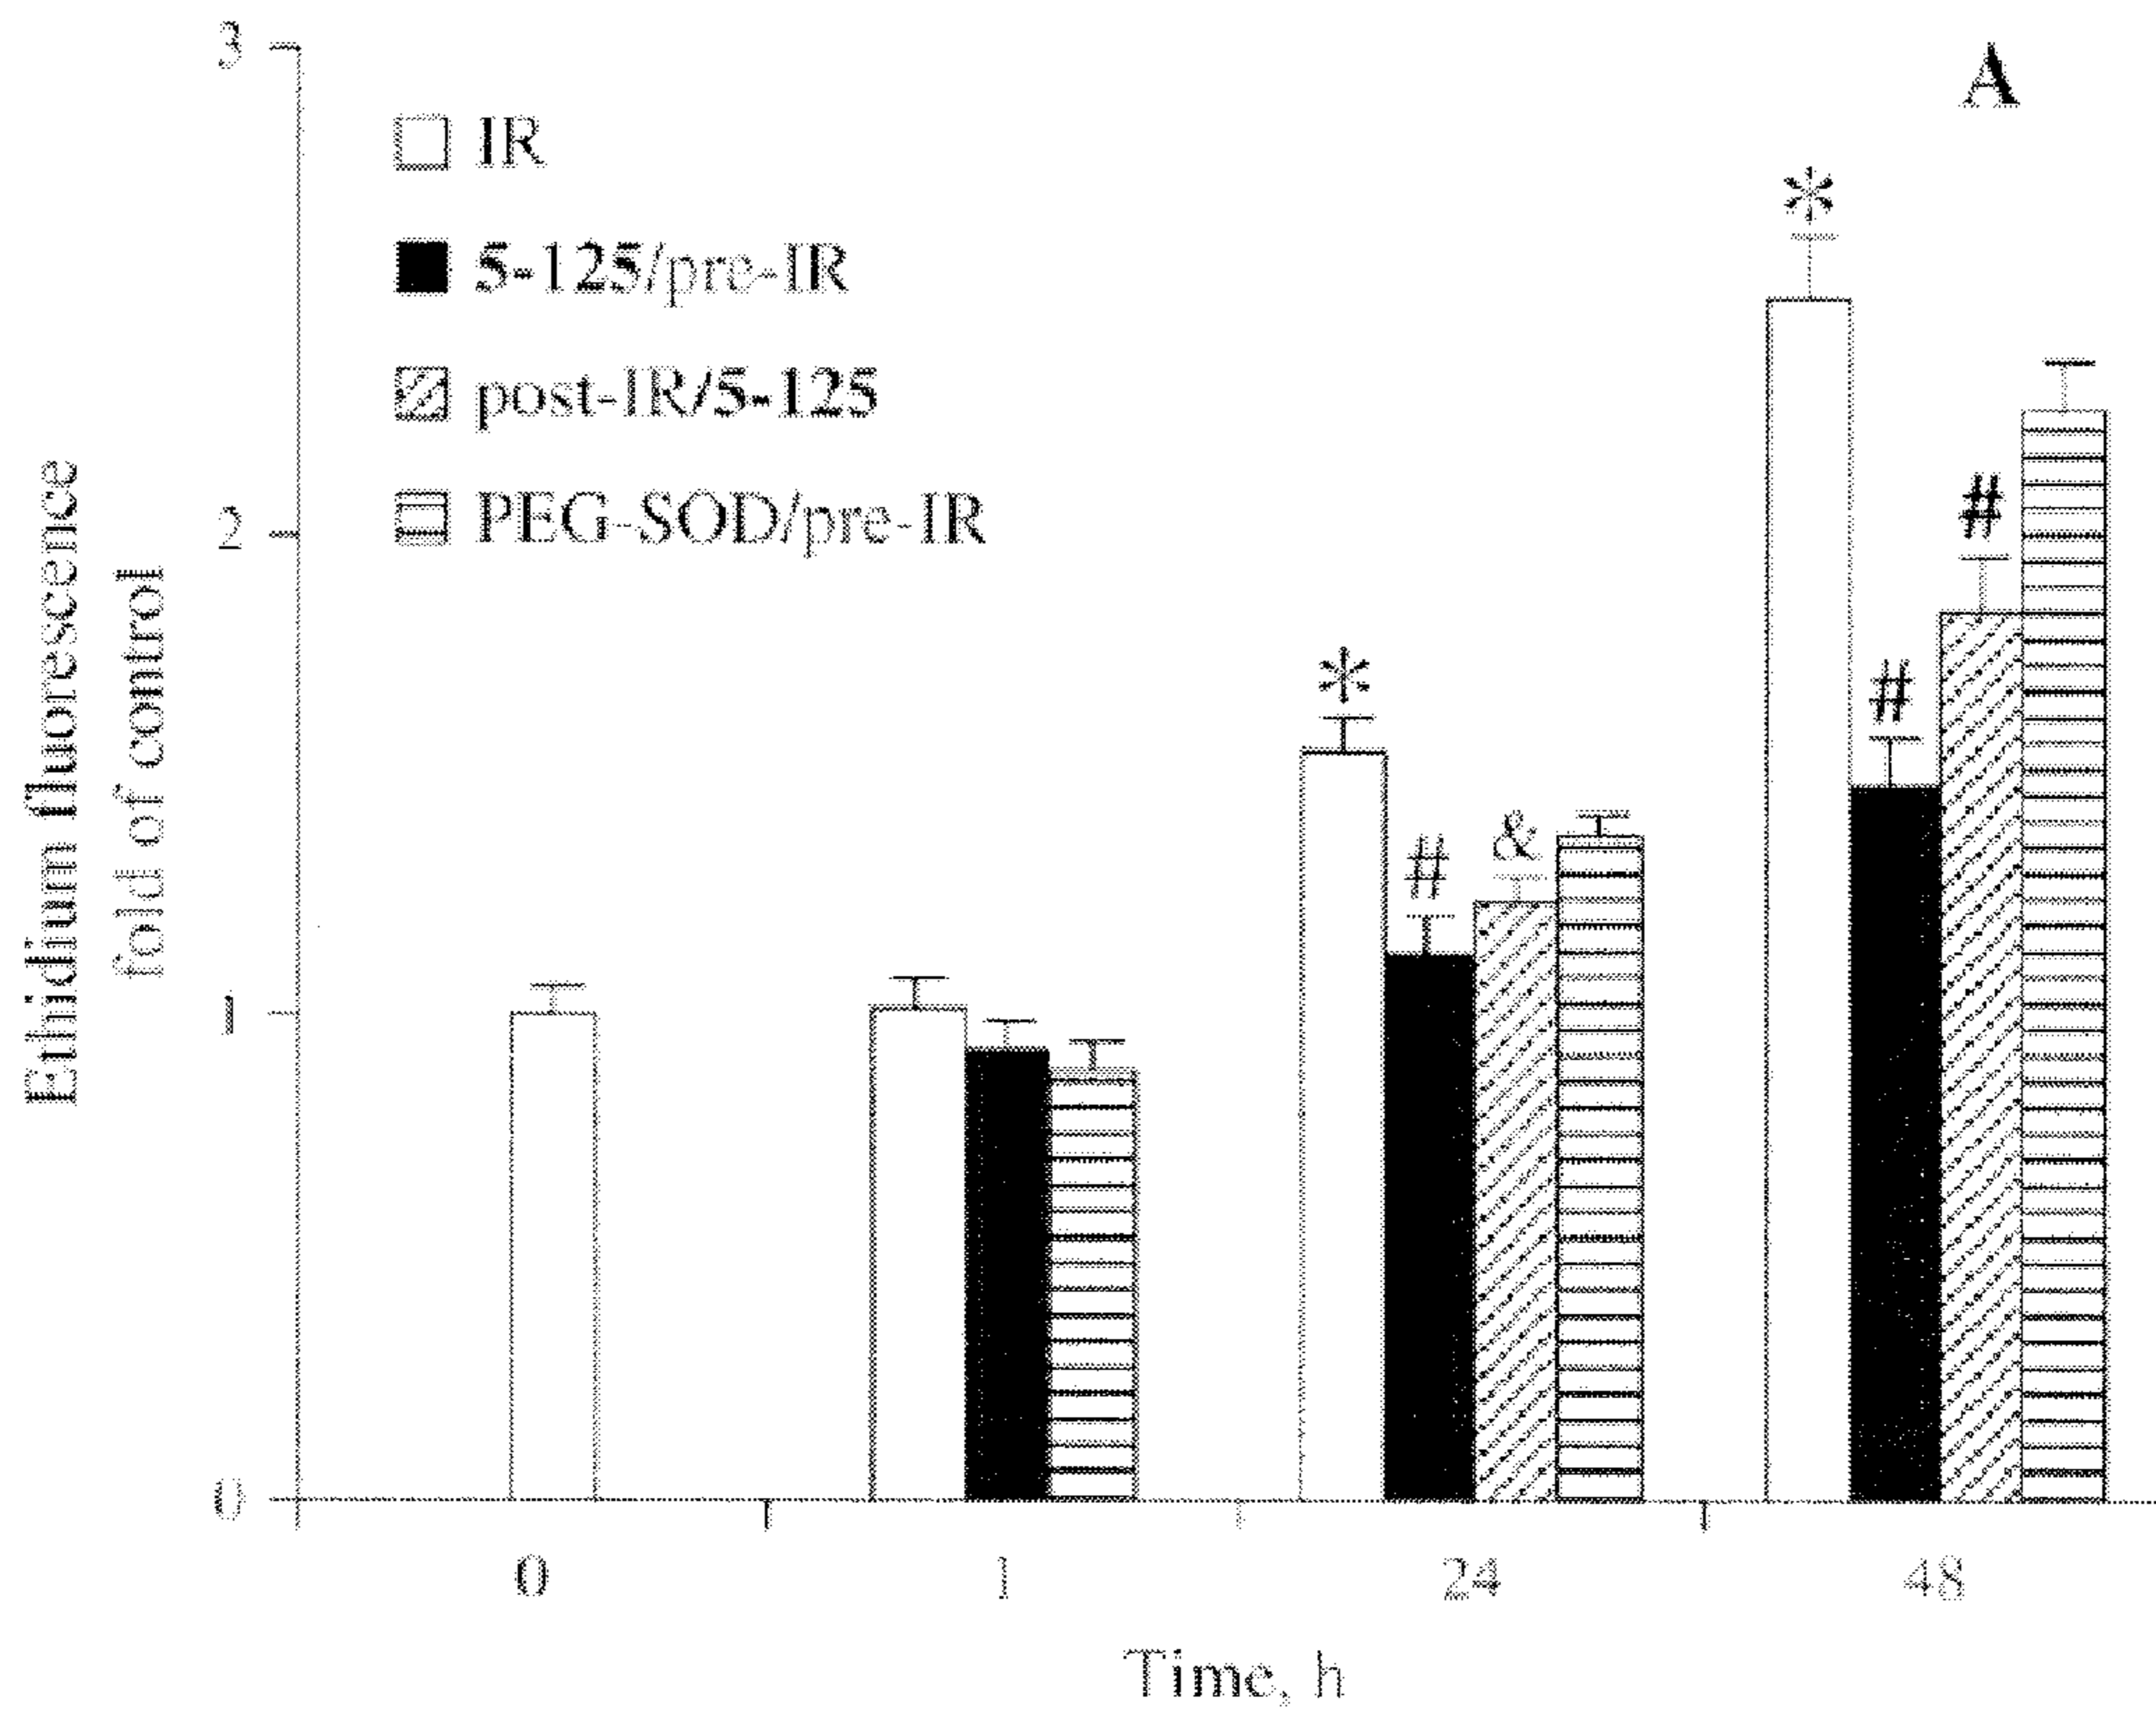 3
A
IR
5-125/pre-IR
post-IR/5-125
PEG-SOD/pre-IR
Ethidium fluorescence
fold of control
2
1
0
*
#
&
*
#
#
0 1 24 48
Time, h